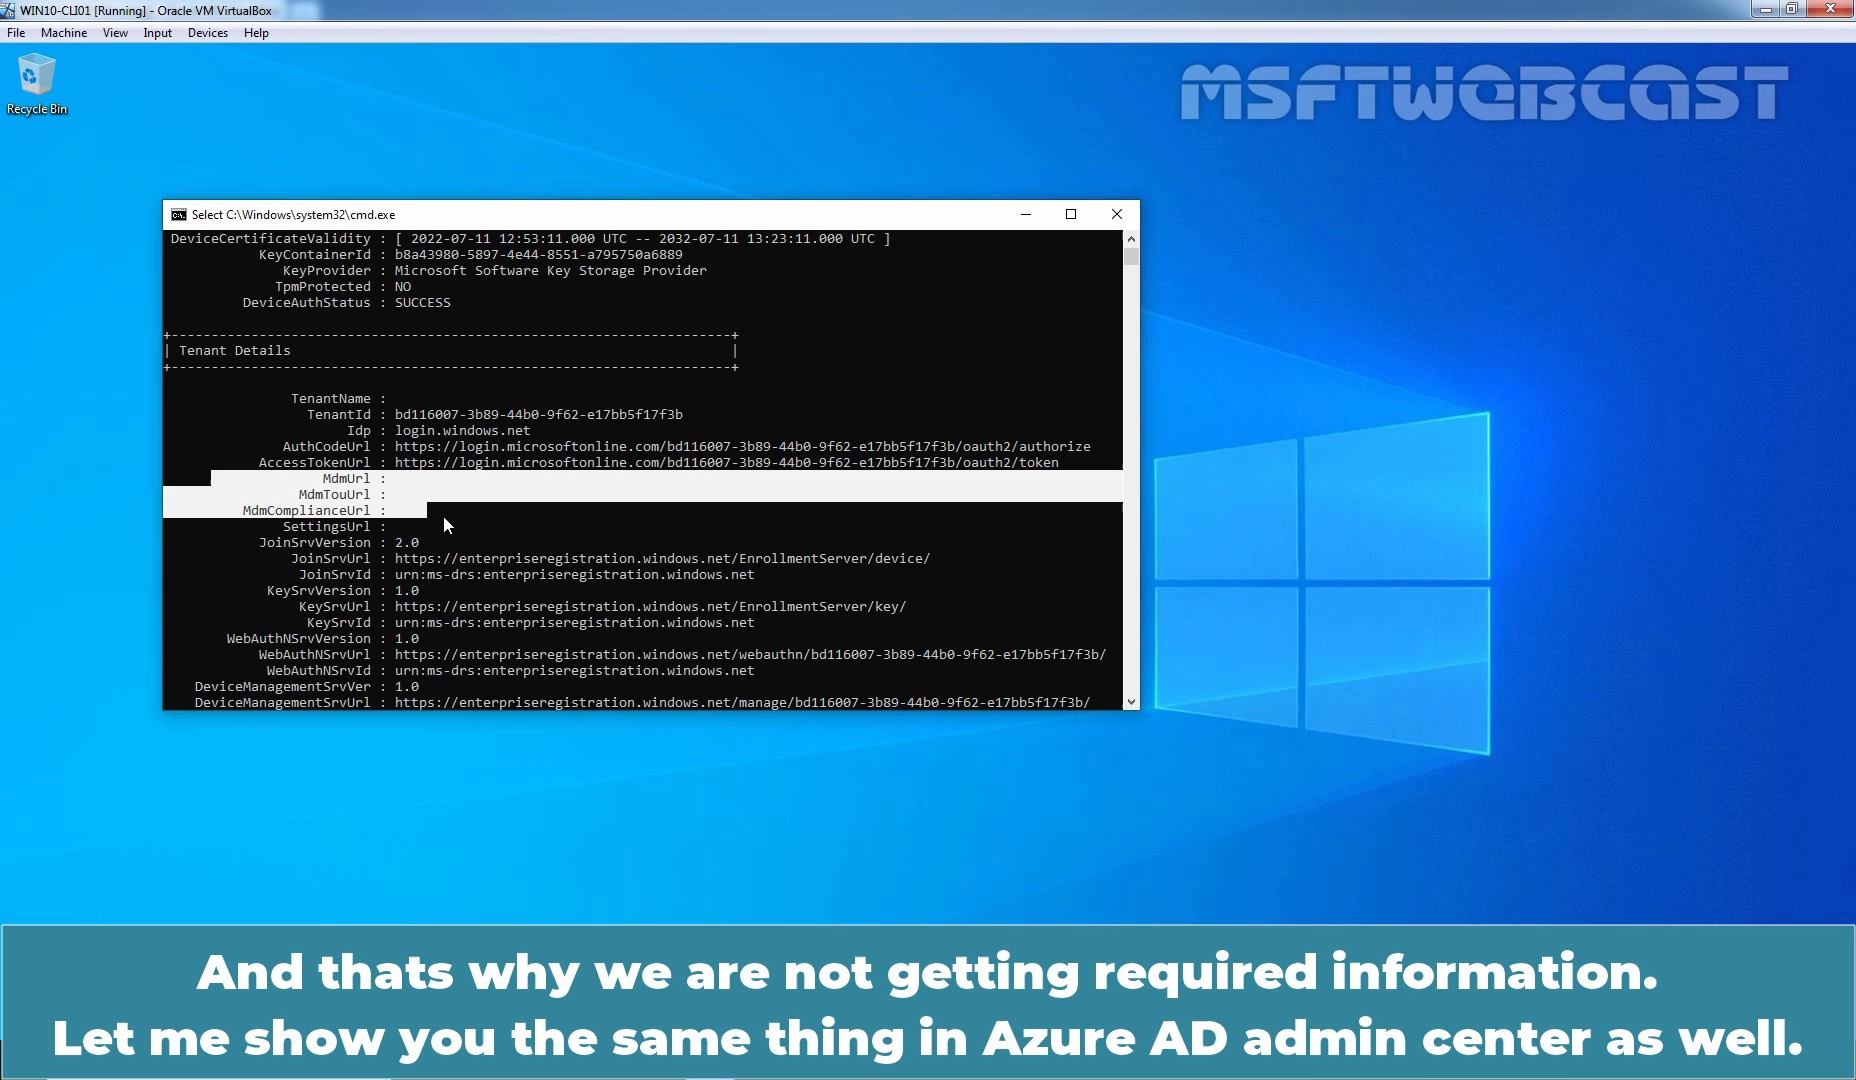 WIN10-CLI01 [Running] - Oracle VM VirtualBox
File Machine View Input Devices Help
Recycle Bin
MSFTWEBCAST
Select C:\Windows\system32\cmd.exe
DeviceCertificateValidity : [ 2022-07-11 12:53:11.000 UTC -- 2032-07-11 13:23:11.000 UTC ]
KeyContainerId : b8a43980-5897-4e44-8551-a795750a6889
KeyProvider : Microsoft Software Key Storage Provider
TpmProtected : NO
DeviceAuthStatus : SUCCESS
+----------------------------------------------------------------------+
| Tenant Details |
+----------------------------------------------------------------------+
TenantName :
TenantId : bd116007-3b89-44b0-9f62-e17bb5f17f3b
Idp : login.windows.net
AuthCodeUrl : https://login.microsoftonline.com/bd116007-3b89-44b0-9f62-e17bb5f17f3b/oauth2/authorize
AccessTokenUrl : https://login.microsoftonline.com/bd116007-3b89-44b0-9f62-e17bb5f17f3b/oauth2/token
MdmUrl :
MdmTouUrl :
MdmComplianceUrl :
SettingsUrl :
JoinSrvVersion : 2.0
JoinSrvUrl : https://enterpriseregistration.windows.net/EnrollmentServer/device/
JoinSrvId : urn:ms-drs:enterpriseregistration.windows.net
KeySrvVersion : 1.0
KeySrvUrl : https://enterpriseregistration.windows.net/EnrollmentServer/key/
KeySrvId : urn:ms-drs:enterpriseregistration.windows.net
WebAuthNSrvVersion : 1.0
WebAuthNSrvUrl : https://enterpriseregistration.windows.net/webauthn/bd116007-3b89-44b0-9f62-e17bb5f17f3b/
WebAuthNSrvId : urn:ms-drs:enterpriseregistration.windows.net
DeviceManagementSrvVer : 1.0
DeviceManagementSrvUrl : https://enterpriseregistration.windows.net/manage/bd116007-3b89-44b0-9f62-e17bb5f17f3b/
And thats why we are not getting required information.
Let me show you the same thing in Azure AD admin center as well.